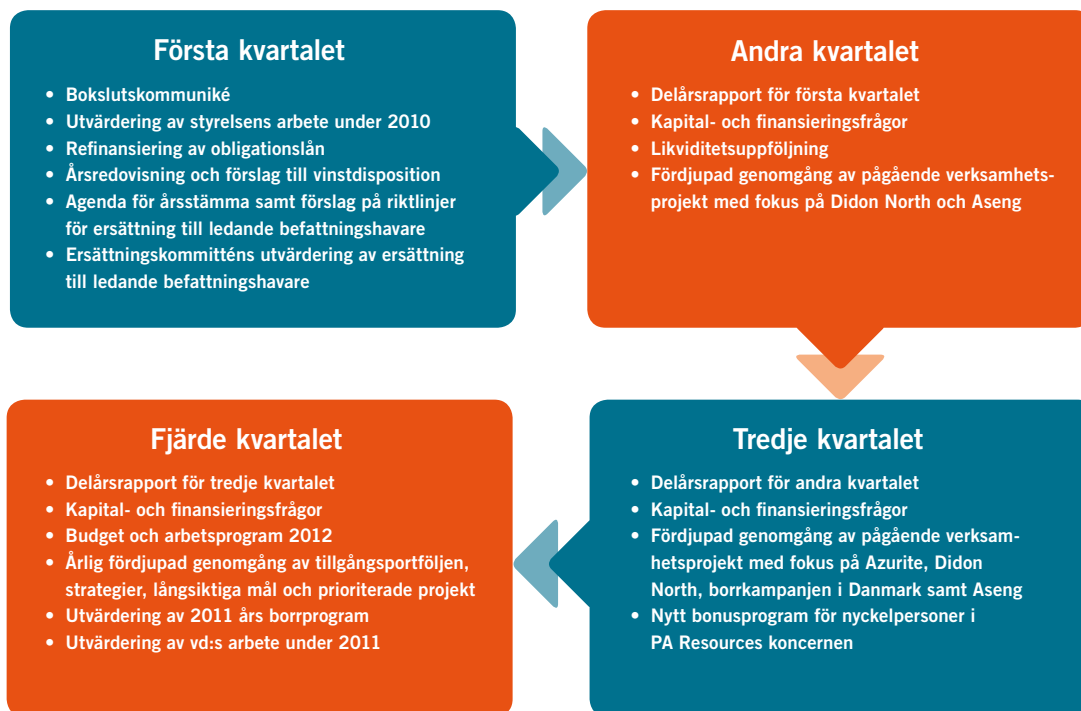 Första kvartalet
• Bokslutskommuniké
• Utvärdering av styrelsens arbete under 2010
• Refinansiering av obligationslån
• Årsredovisning och förslag till vinstdisposition
• Agenda för årsstämma samt förslag på riktlinjer
för ersättning till ledande befattningshavare
• Ersättningskommitténs utvärdering av ersättning
till ledande befattningshavare
Andra kvartalet
• Delårsrapport för första kvartalet
• Kapital- och finansieringsfrågor
• Likviditetsuppföljning
• Fördjupad genomgång av pågående verksamhets-
projekt med fokus på Didon North och Aseng
Tredje kvartalet
• Delårsrapport för andra kvartalet
• Kapital- och finansieringsfrågor
• Fördjupad genomgång av pågående verksam-
hetsprojekt med fokus på Azurite, Didon
North, borrkampanjen i Danmark samt Aseng
• Nytt bonusprogram för nyckelpersoner i
PA Resources koncernen
Fjärde kvartalet
• Delårsrapport för tredje kvartalet
• Kapital- och finansieringsfrågor
• Budget och arbetsprogram 2012
• Årlig fördjupad genomgång av tillgångsportföljen,
strategier, långsiktiga mål och prioriterade projekt
• Utvärdering av 2011 års borrprogram
• Utvärdering av vd:s arbete under 2011